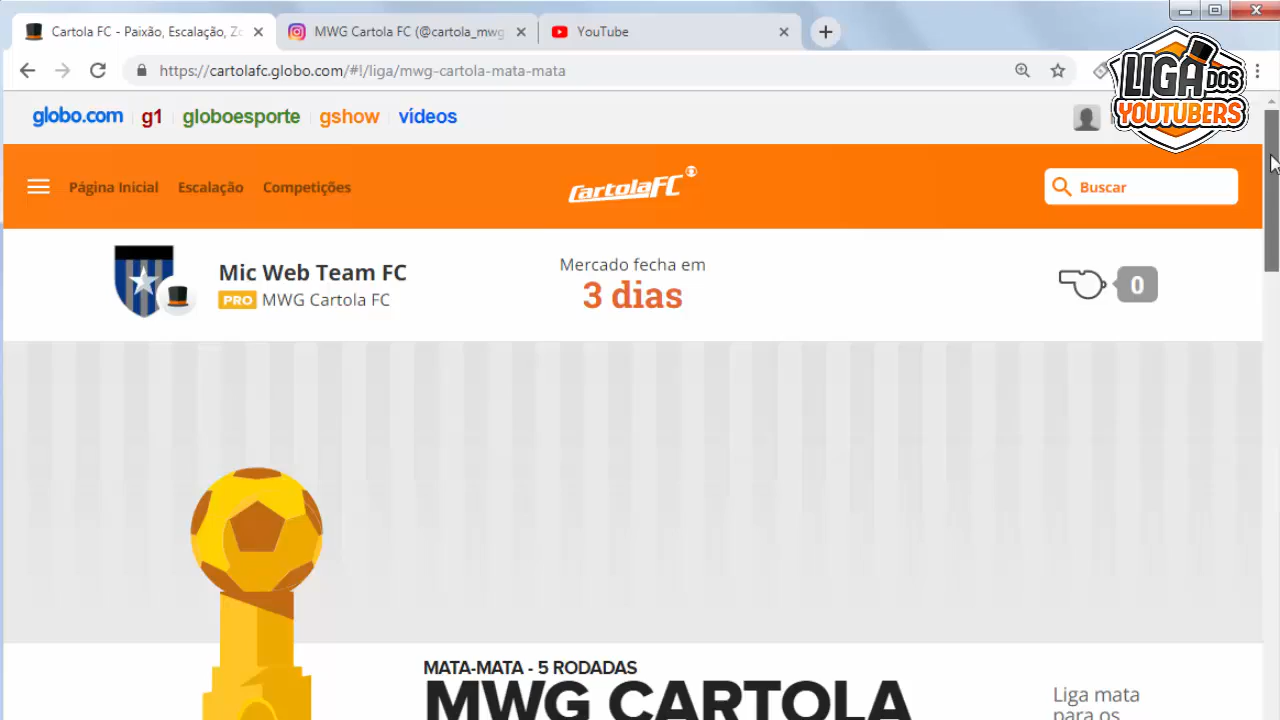 Cartola FC - Paixão, Escalação, Zo
MWG Cartola FC (@cartola_mwg
YouTube
https://cartolafc.globo.com/#!/liga/mwg-cartola-mata-mata
LIGA DOS
YOUTUBERS
globo.com g1 globoesporte gshow vídeos
Página Inicial Escalação Competições
CartolaFC
Buscar
Mic Web Team FC
PRO MWG Cartola FC
Mercado fecha em
3 dias
0
MATA-MATA - 5 RODADAS
MWG CARTOLA
Liga mata
para os